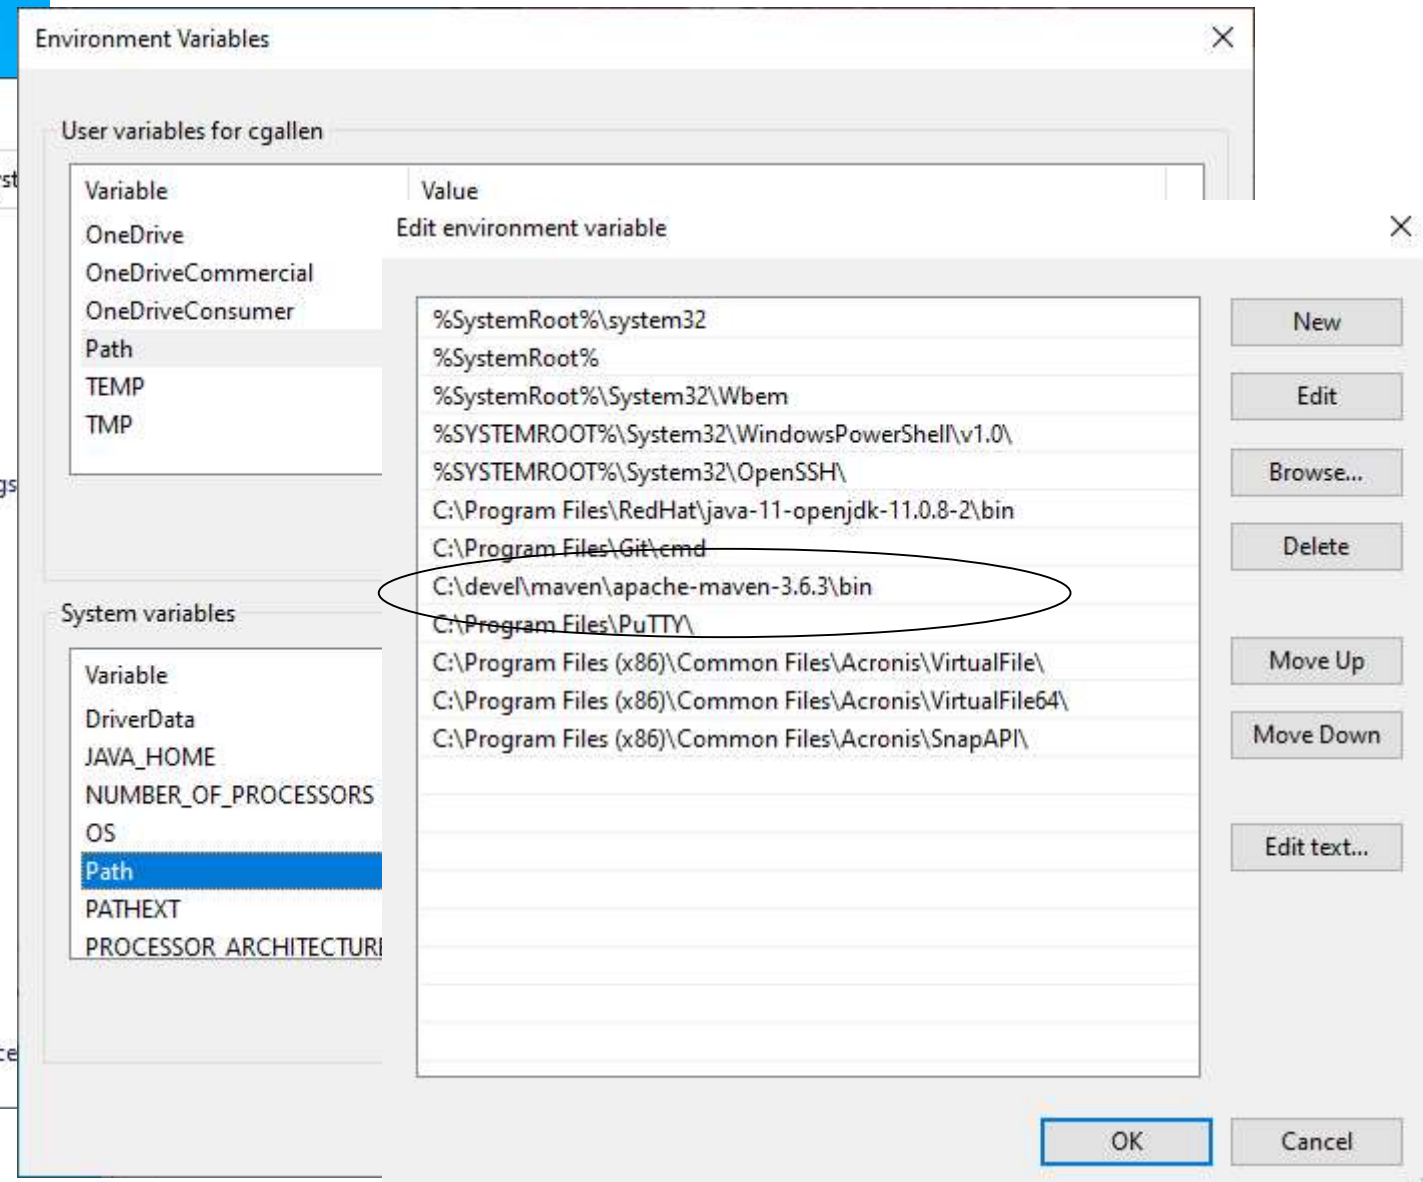 Environment Variables
User variables for cgallen
Variable Value
OneDrive
OneDriveCommercial
OneDriveConsumer
Path
TEMP
TMP
System variables
Variable
DriverData
JAVA_HOME
NUMBER_OF_PROCESSORS
OS
Path
PATHEXT
PROCESSOR_ARCHITECTURE
Edit environment variable
%SystemRoot%\system32
%SystemRoot%
%SystemRoot%\System32\Wbem
%SYSTEMROOT%\System32\WindowsPowerShell\v1.0\
%SYSTEMROOT%\System32\OpenSSH\
C:\Program Files\RedHat\java-11-openjdk-11.0.8-2\bin
C:\Program Files\Git\cmd
C:\devel\maven\apache-maven-3.6.3\bin
C:\Program Files\PuTTY\
C:\Program Files (x86)\Common Files\Acronis\VirtualFile\
C:\Program Files (x86)\Common Files\Acronis\VirtualFile64\
C:\Program Files (x86)\Common Files\Acronis\SnapAPI\
New
Edit
Browse...
Delete
Move Up
Move Down
Edit text...
OK
Cancel